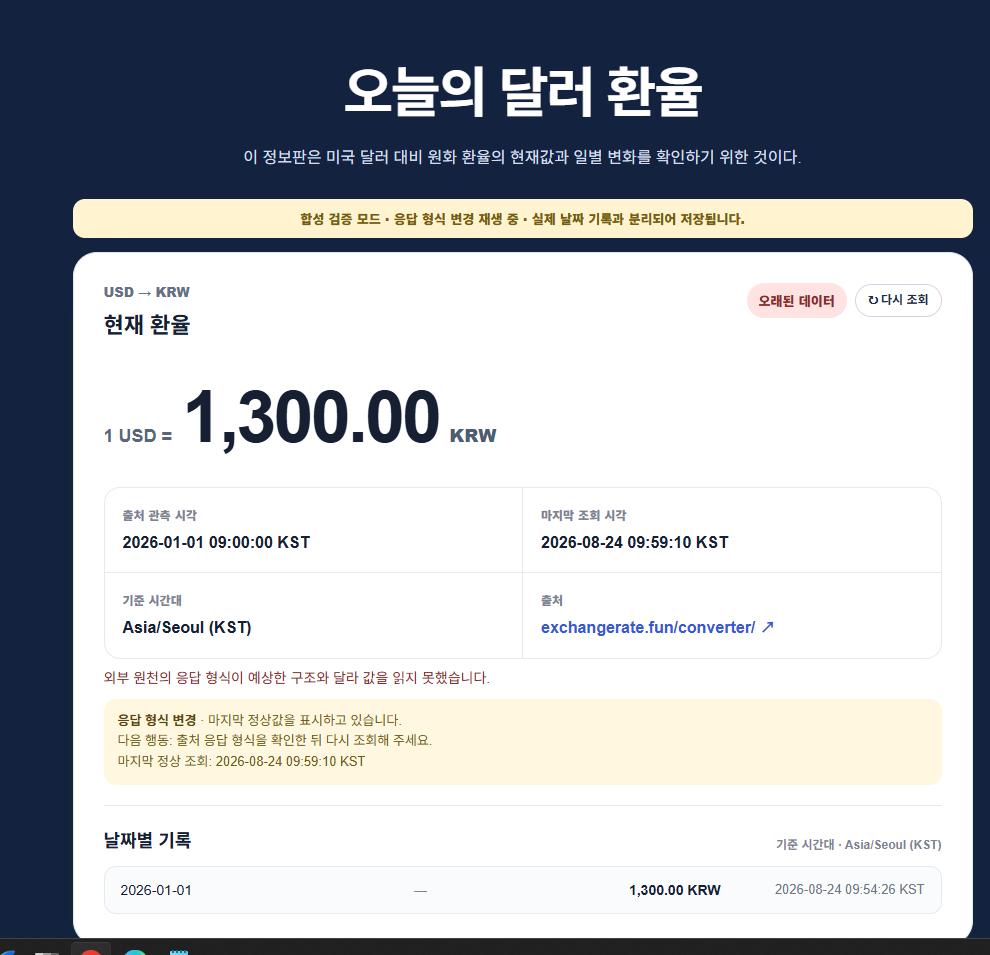 오늘의 달러 환율
이 정보판은 미국 달러 대비 원화 환율의 현재값과 일별 변화를 확인하기 위한 것이다.
합성 검증 모드 · 응답 형식 변경 재생 중 · 실제 날짜 기록과 분리되어 저장됩니다.
USD → KRW
오래된 데이터
↻ 다시 조회
현재 환율
1 USD = 1,300.00 KRW
출처 관측 시각
2026-01-01 09:00:00 KST
마지막 조회 시각
2026-08-24 09:59:10 KST
기준 시간대
Asia/Seoul (KST)
출처
exchangerate.fun/converter/ ↗
외부 원천의 응답 형식이 예상한 구조와 달라 값을 읽지 못했습니다.
응답 형식 변경 · 마지막 정상값을 표시하고 있습니다.
다음 행동: 출처 응답 형식을 확인한 뒤 다시 조회해 주세요.
마지막 정상 조회: 2026-08-24 09:59:10 KST
날짜별 기록
기준 시간대 · Asia/Seoul (KST)
2026-01-01 — 1,300.00 KRW 2026-08-24 09:54:26 KST